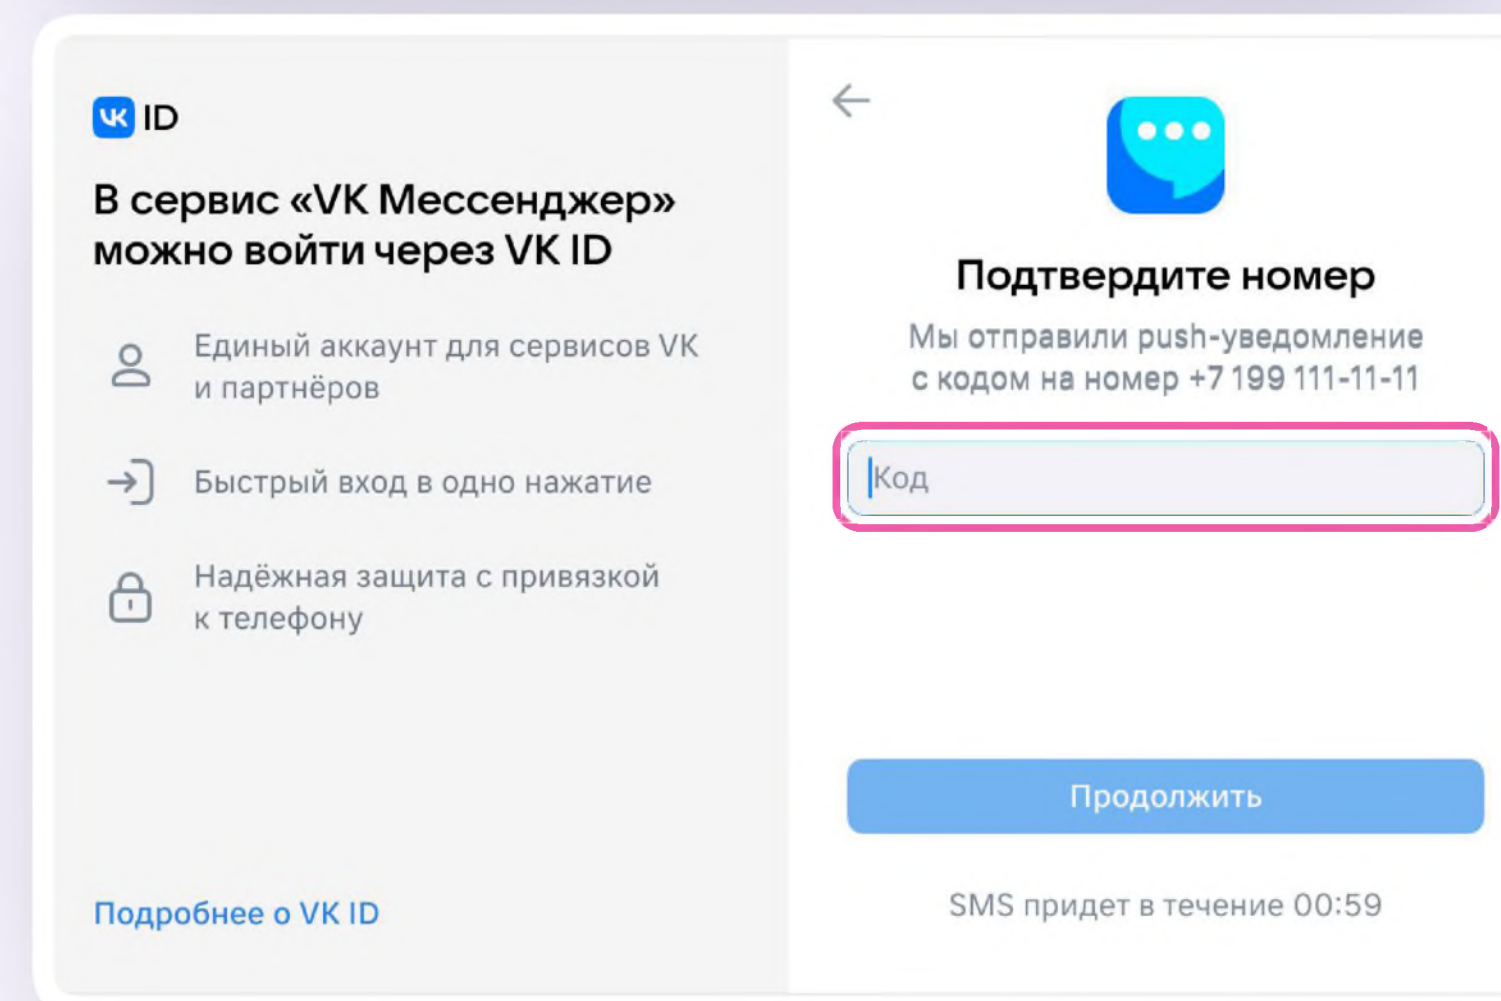 VK ID
В сервис «VK Мессенджер»
можно войти через VK ID
Единый аккаунт для сервисов VK
и партнёров
Быстрый вход в одно нажатие
Надёжная защита с привязкой
к телефону
Подробнее о VK ID
Подтвердите номер
Мы отправили push-уведомление
с кодом на номер +7 199 111-11-11
Код
Продолжить
SMS придет в течение 00:59